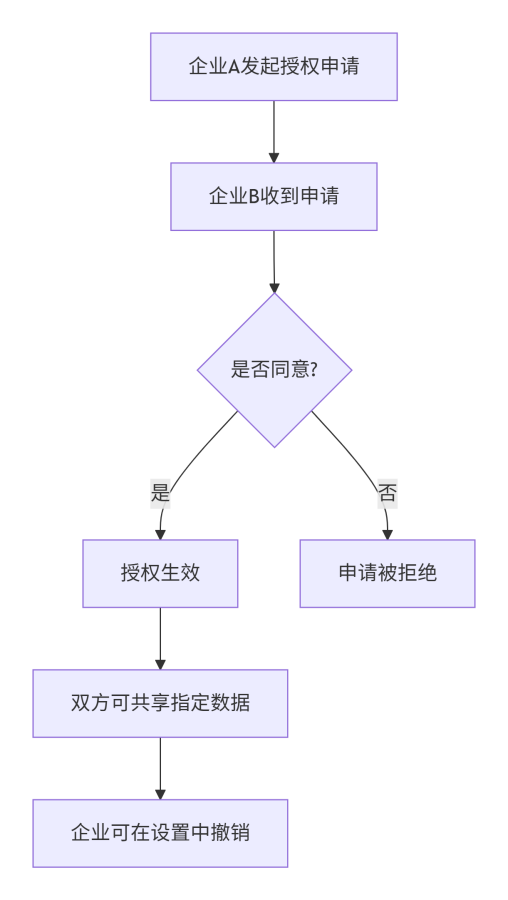 企业A发起授权申请
企业B收到申请
是否同意?
是
否
授权生效
申请被拒绝
双方可共享指定数据
企业可在设置中撤销